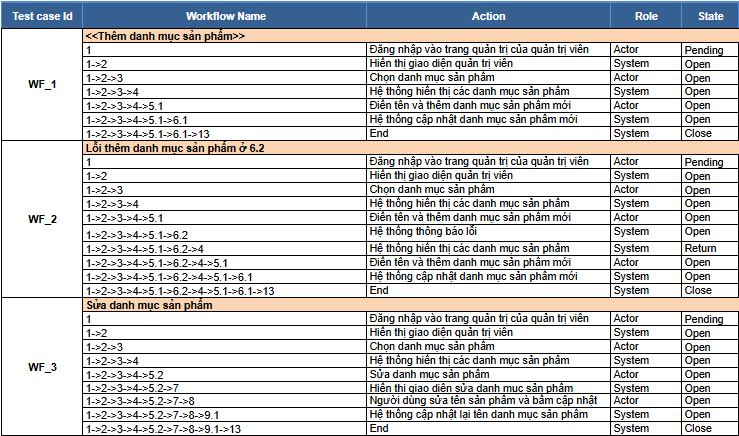 Test case Id Workflow Name Action Role State
<<Thêm danh mục sản phẩm>>
1 Đăng nhập vào trang quản trị của quản trị viên Actor Pending
1->2 Hiển thị giao diện quản trị viên System Open
1->2->3 Chọn danh mục sản phẩm Actor Open
WF_1 1->2->3->4 Hệ thống hiển thị các danh mục sản phẩm System Open
1->2->3->4->5.1 Điền tên và thêm danh mục sản phẩm mới Actor Open
1->2->3->4->5.1->6.1 Hệ thống cập nhật danh mục sản phẩm mới System Open
1->2->3->4->5.1->6.1->13 End System Close
Lỗi thêm danh mục sản phẩm ở 6.2
1 Đăng nhập vào trang quản trị của quản trị viên Actor Pending
1->2 Hiển thị giao diện quản trị viên System Open
1->2->3 Chọn danh mục sản phẩm Actor Open
1->2->3->4 Hệ thống hiển thị các danh mục sản phẩm System Open
WF_2 1->2->3->4->5.1 Điền tên và thêm danh mục sản phẩm mới Actor Open
1->2->3->4->5.1->6.2 Hệ thống thông báo lỗi System Open
1->2->3->4->5.1->6.2->4 Hệ thống hiển thị các danh mục sản phẩm System Return
1->2->3->4->5.1->6.2->4->5.1 Điền tên và thêm danh mục sản phẩm mới Actor Open
1->2->3->4->5.1->6.2->4->5.1->6.1 Hệ thống cập nhật danh mục sản phẩm mới System Open
1->2->3->4->5.1->6.2->4->5.1->6.1->13 End System Close
Sửa danh mục sản phẩm
1 Đăng nhập vào trang quản trị của quản trị viên Actor Pending
1->2 Hiển thị giao diện quản trị viên System Open
1->2->3 Chọn danh mục sản phẩm Actor Open
1->2->3->4 Hệ thống hiển thị các danh mục sản phẩm System Open
WF_3 1->2->3->4->5.2 Sửa danh mục sản phẩm Actor Open
1->2->3->4->5.2->7 Hiển thị giao diện sửa danh mục sản phẩm System Open
1->2->3->4->5.2->7->8 Người dùng sửa tên sản phẩm và bấm cập nhật Actor Open
1->2->3->4->5.2->7->8->9.1 Hệ thống cập nhật lại tên danh mục sản phẩm System Open
1->2->3->4->5.2->7->8->9.1->13 End System Close